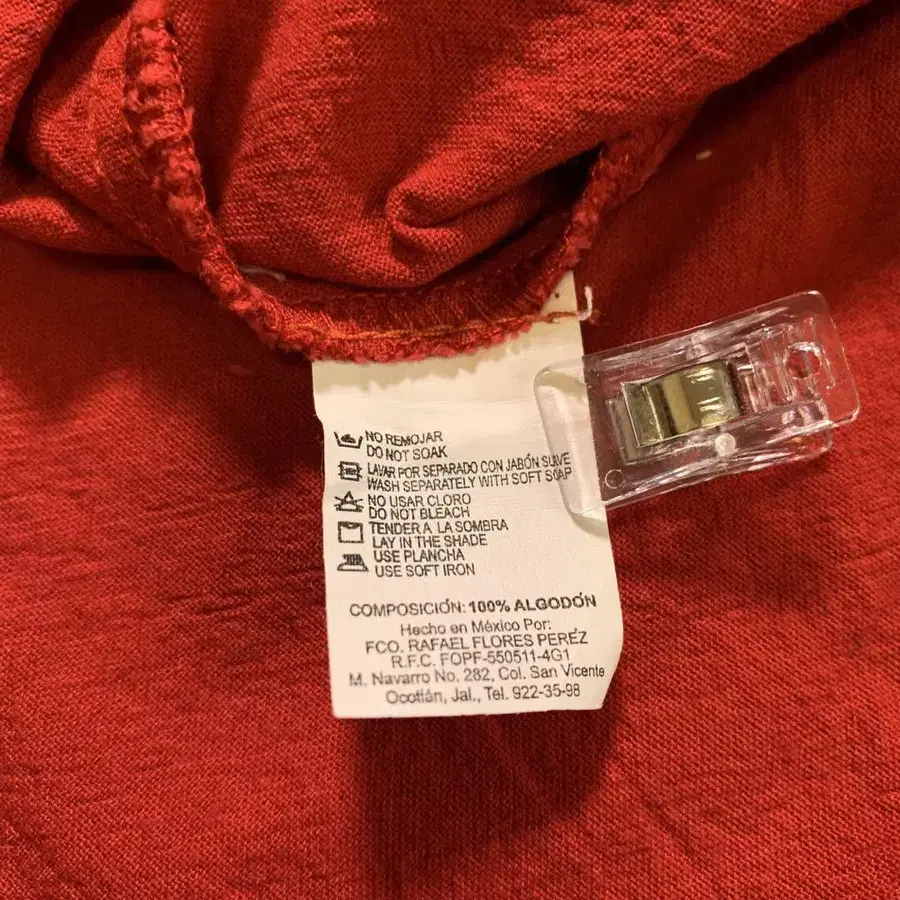 NO REMOJAR
DO NOT SOAK
LAVAR POR SEPARADO CON JABÓN SUAVE
WASH SEPARATELY WITH SOFT SOAP
NO USAR CLORO
DO NOT BLEACH
TENDER A LA SOMBRA
LAY IN THE SHADE
USE PLANCHA
USE SOFT IRON
COMPOSICIÓN: 100% ALGODÓN
Hecho en México Por:
FCO. RAFAEL FLORES PERÉZ
R.F.C. FOPF-550511-4G1
M. Navarro No. 282, Col. San Vicente
Ocotlán, Jal., Tel. 922-35-98